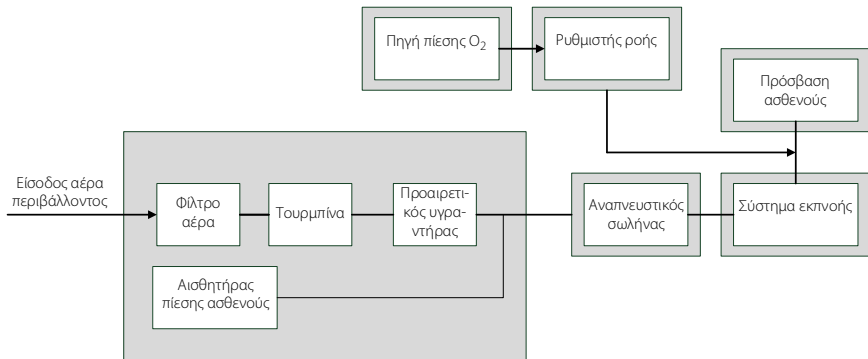 Πηγή πίεσης O2
Ρυθμιστής ροής
Πρόσβαση
ασθενούς
Είσοδος αέρα
περιβάλλοντος
Φίλτρο
αέρα
Τουρμπίνα
Προαιρετι-
κός υγρα-
ντήρας
Αναπνευστικός
σωλήνας
Σύστημα εκπνοής
Αισθητήρας
πίεσης ασθενούς